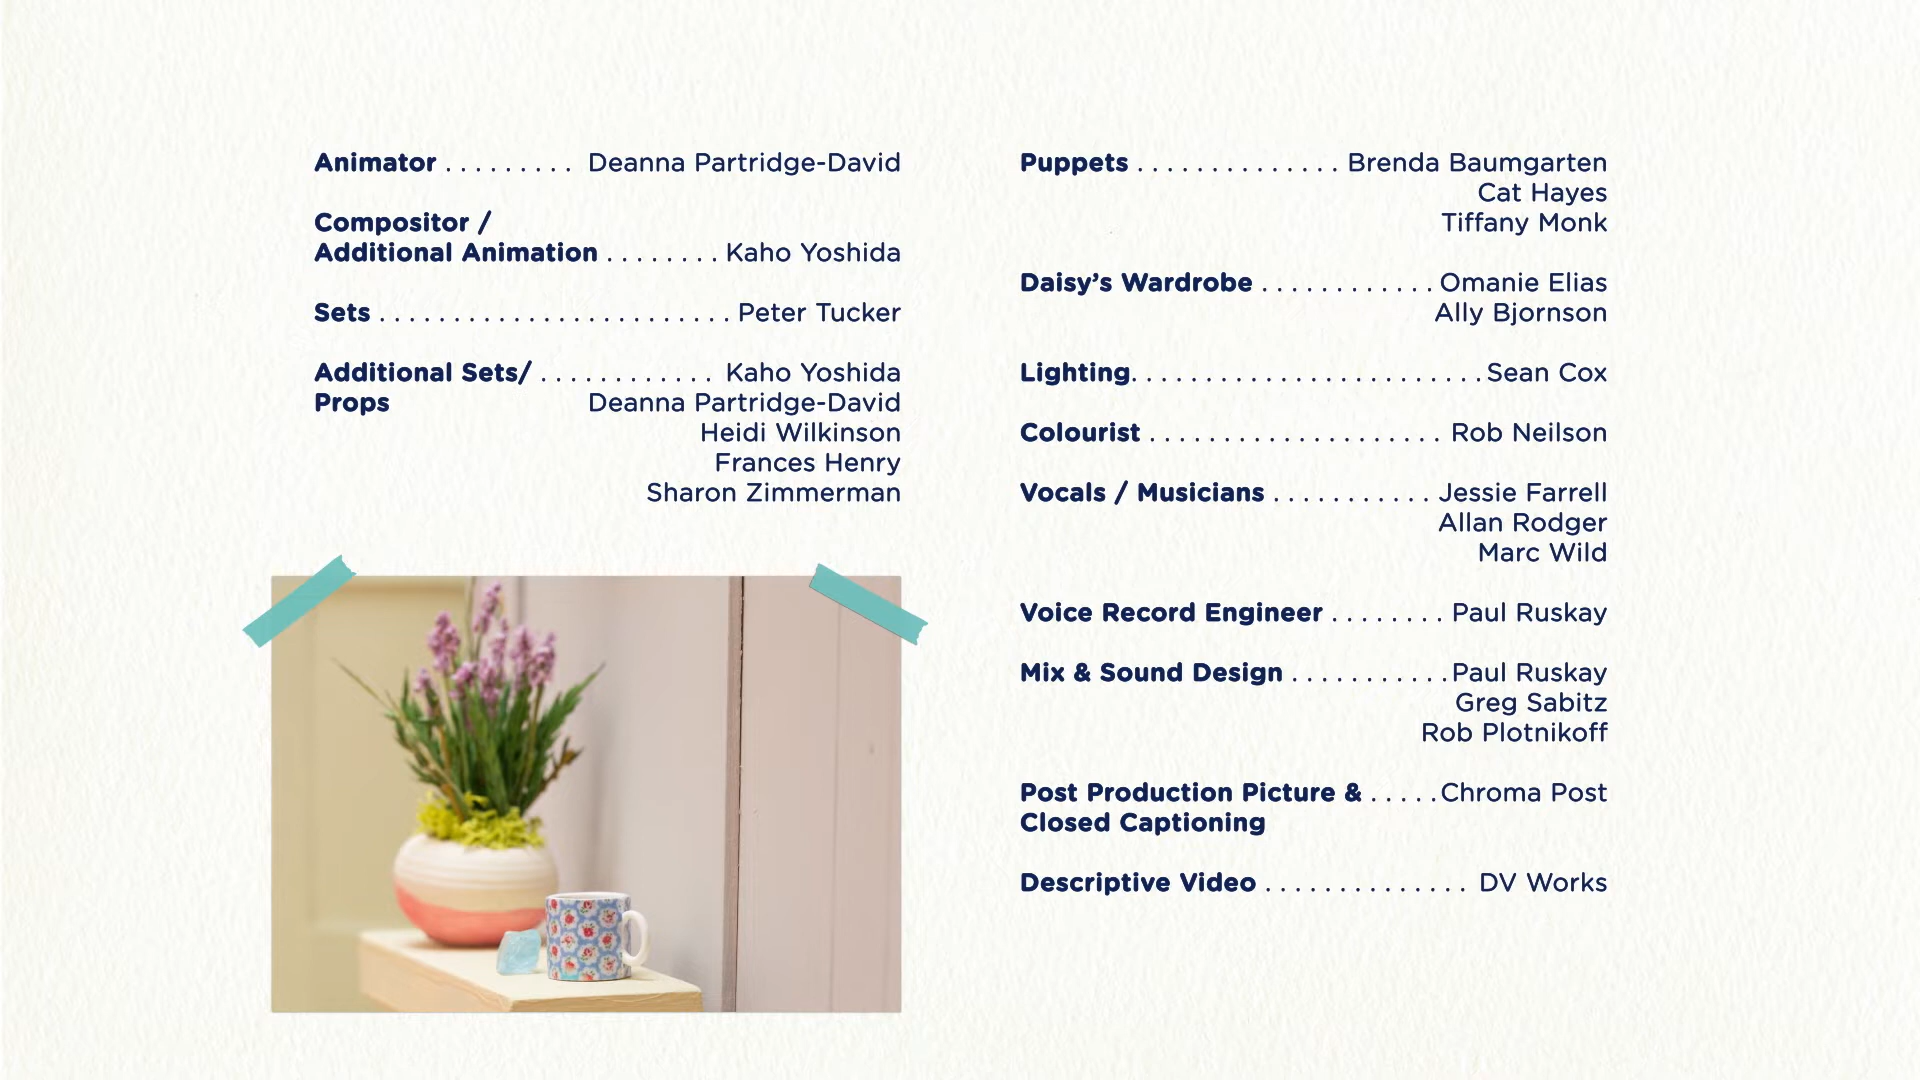 Animator . . . . . . . . . Deanna Partridge-David
Compositor /
Additional Animation . . . . . . . . Kaho Yoshida
Sets . . . . . . . . . . . . . . . . . . . . . . . . Peter Tucker
Additional Sets/ . . . . . . . . . . . . Kaho Yoshida
Props Deanna Partridge-David
Heidi Wilkinson
Frances Henry
Sharon Zimmerman
Puppets . . . . . . . . . . . . . . Brenda Baumgarten
Cat Hayes
Tiffany Monk
Daisy’s Wardrobe . . . . . . . . . . . . Omanie Elias
Ally Bjornson
Lighting. . . . . . . . . . . . . . . . . . . . . . . . Sean Cox
Colourist . . . . . . . . . . . . . . . . . . . . Rob Neilson
Vocals / Musicians . . . . . . . . . . . Jessie Farrell
Allan Rodger
Marc Wild
Voice Record Engineer . . . . . . . . Paul Ruskay
Mix & Sound Design . . . . . . . . . . . Paul Ruskay
Greg Sabitz
Rob Plotnikoff
Post Production Picture & . . . . . Chroma Post
Closed Captioning
Descriptive Video . . . . . . . . . . . . . . DV Works